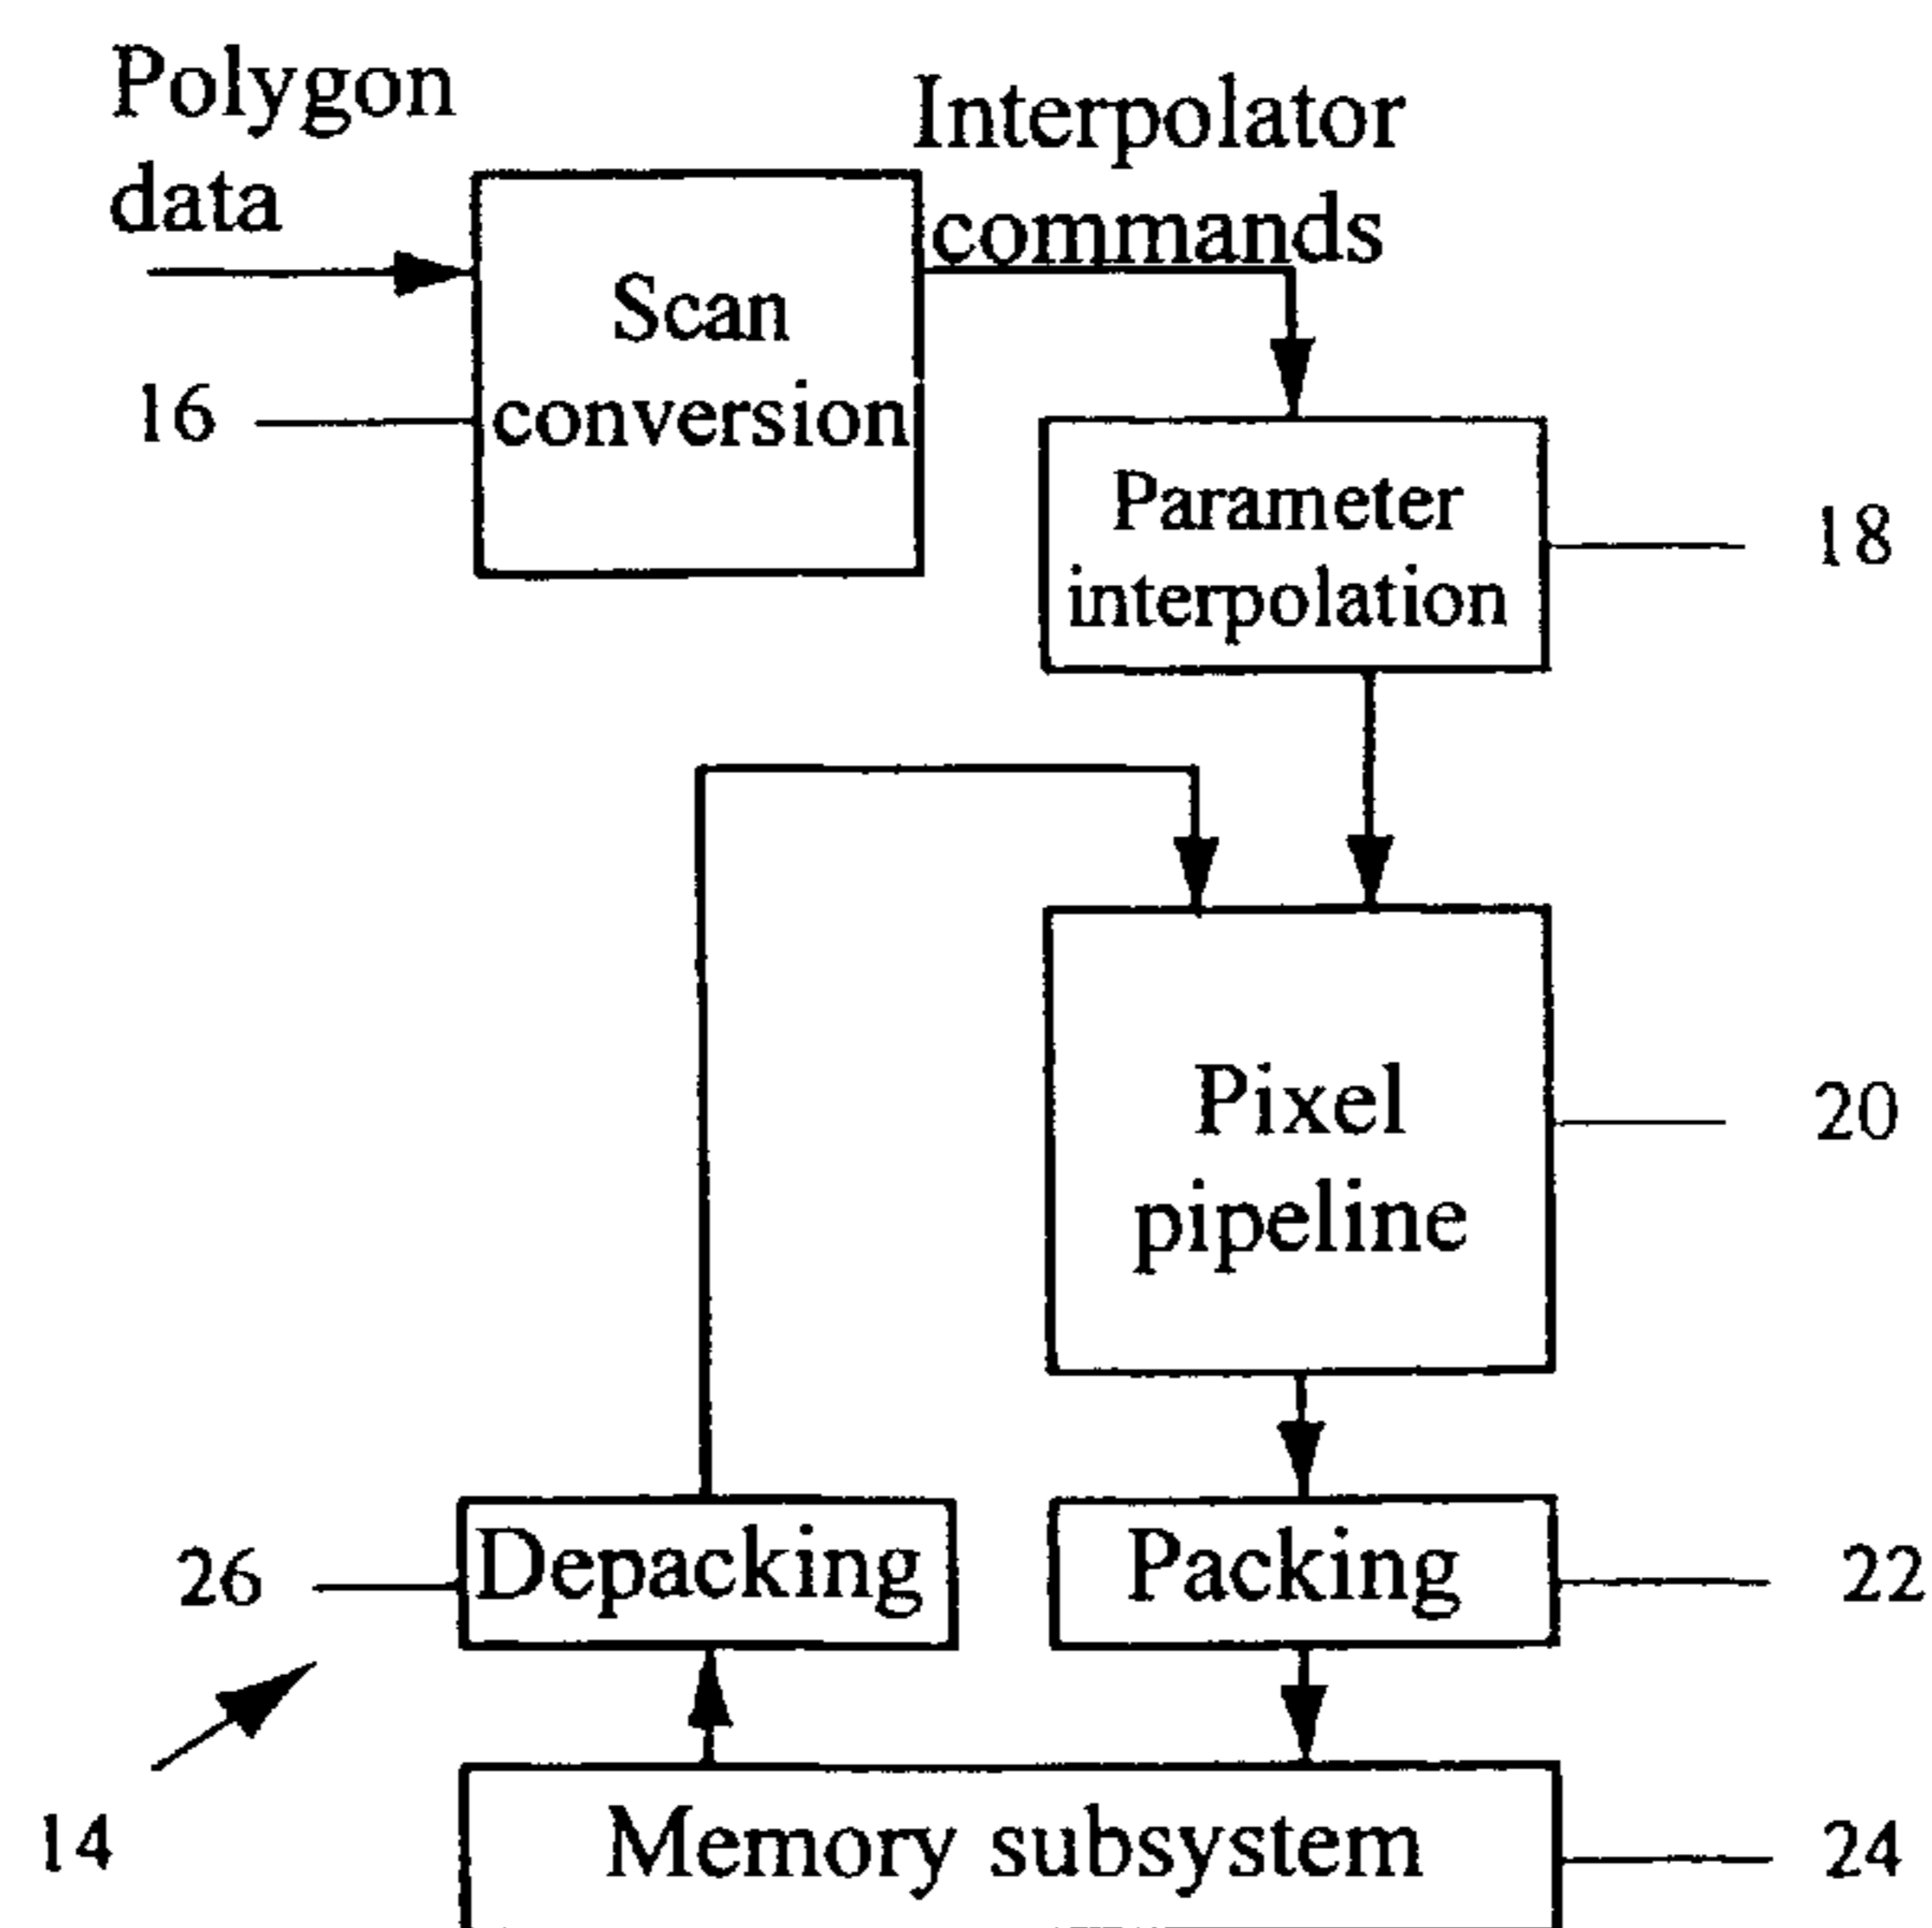 Polygon
data
Interpolator
commands
Scan
conversion
16
Parameter
interpolation
18
Pixel
pipeline
20
Depacking
26
Packing
22
14
Memory subsystem
24